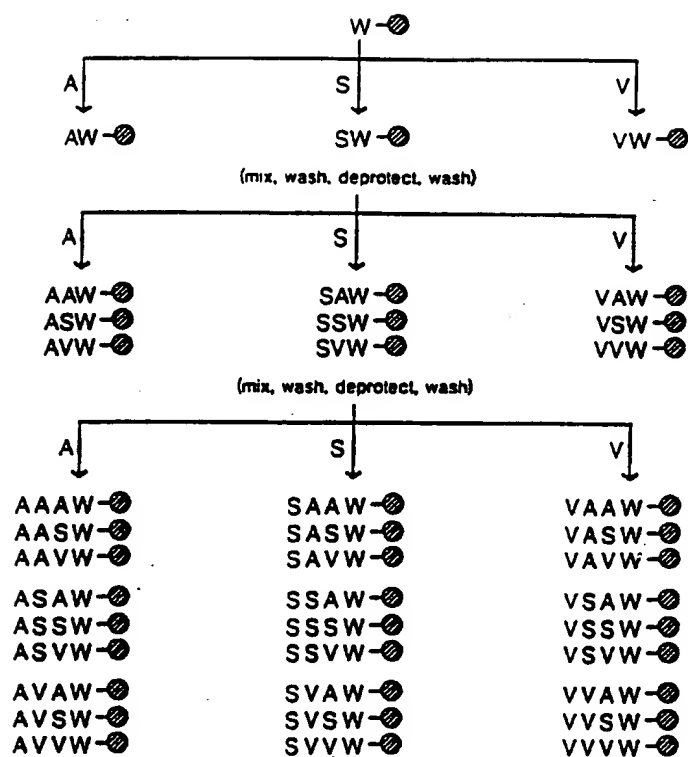 W
A S V
AW SW VW
(mix, wash, deprotect, wash)
A S V
AAW SAW VAW
ASW SSW VSW
AVW SVW VVW
(mix, wash, deprotect, wash)
A S V
AAAW SAAW VAAW
AASW SASW VASW
AAVW SAVW VAVW
ASAW SSAW VSAW
ASSW SSSW VSSW
ASVW SSVW VSVW
AVAW SVAW VVAW
AVSW SVSW VVSW
AVVW SVVW VVVW